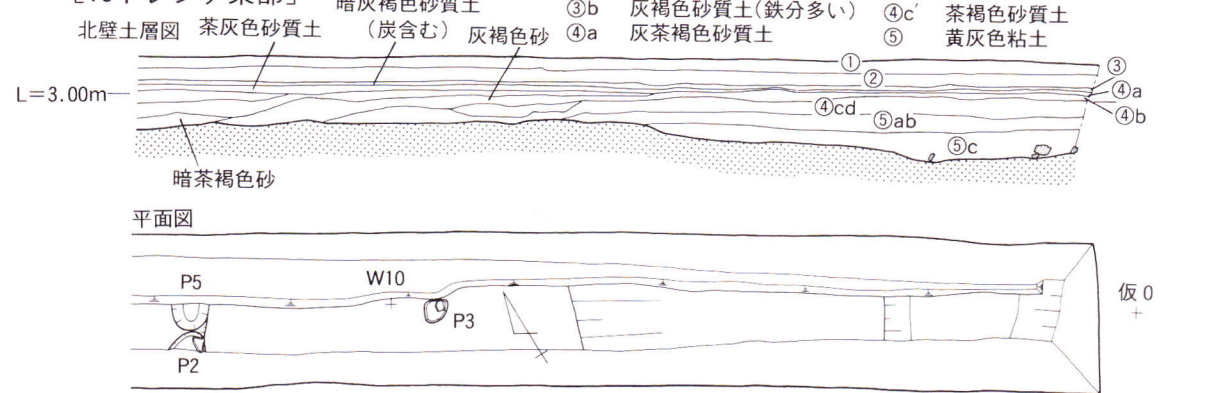 暗灰褐色砂質土
(炭含む)
③b 灰褐色砂質土(鉄分多い)
④c′ 茶褐色砂質土
④a 灰茶褐色砂質土
⑤ 黄灰色粘土
北壁土層図
茶灰色砂質土
灰褐色砂
①
②
③
④a
④b
L=3.00m
④cd
⑤ab
⑤c
暗茶褐色砂
平面図
P5
W10
P3
P2
仮0